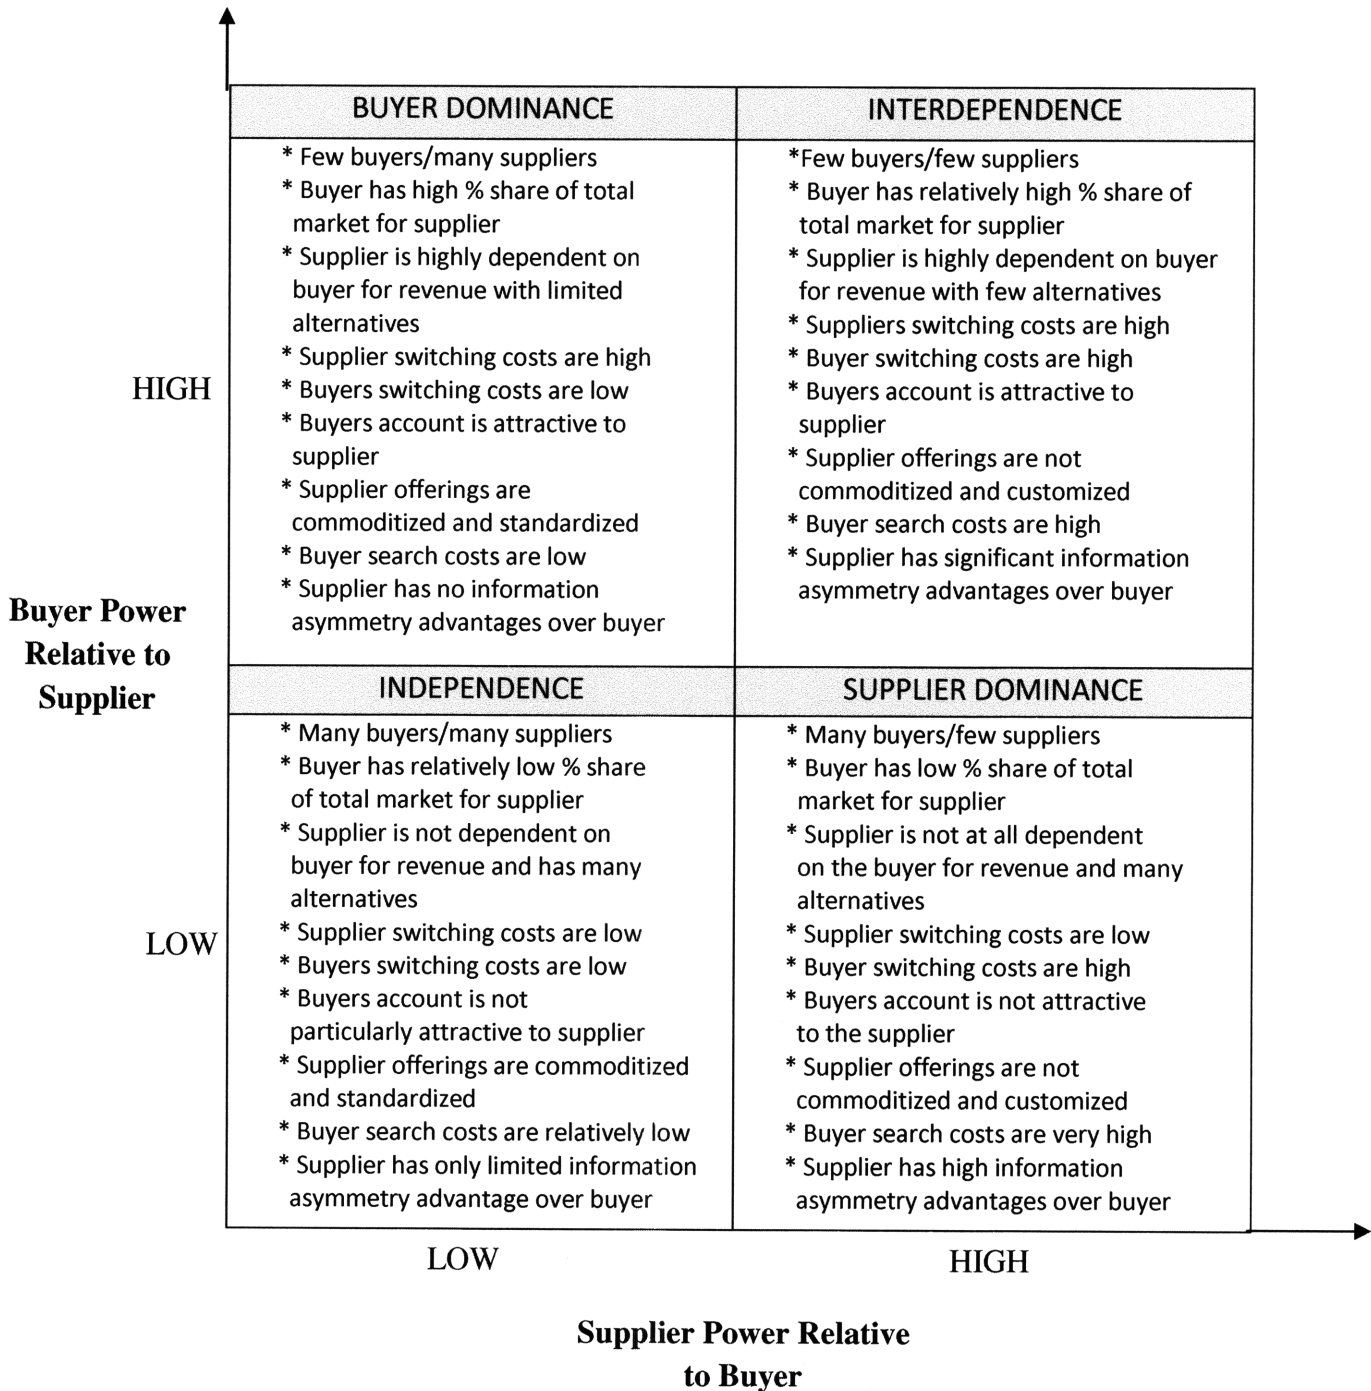 BUYER DOMINANCE
* Few buyers/many suppliers
* Buyer has high % share of total
market for supplier
* Supplier is highly dependent on
buyer for revenue with limited
alternatives
* Supplier switching costs are high
* Buyers switching costs are low
* Buyers account is attractive to
supplier
* Supplier offerings are
commoditized and standardized
* Buyer search costs are low
* Supplier has no information
asymmetry advantages over buyer
INTERDEPENDENCE
*Few buyers/few suppliers
* Buyer has relatively high % share of
total market for supplier
* Supplier is highly dependent on buyer
for revenue with few alternatives
* Suppliers switching costs are high
* Buyer switching costs are high
* Buyers account is attractive to
supplier
* Supplier offerings are not
commoditized and customized
* Buyer search costs are high
* Supplier has significant information
asymmetry advantages over buyer
HIGH
Buyer Power
Relative to
Supplier
INDEPENDENCE
* Many buyers/many suppliers
* Buyer has relatively low % share
of total market for supplier
* Supplier is not dependent on
buyer for revenue and has many
alternatives
* Supplier switching costs are low
* Buyers switching costs are low
* Buyers account is not
particularly attractive to supplier
* Supplier offerings are commoditized
and standardized
* Buyer search costs are relatively low
* Supplier has only limited information
asymmetry advantage over buyer
SUPPLIER DOMINANCE
* Many buyers/few suppliers
* Buyer has low % share of total
market for supplier
* Supplier is not at all dependent
on the buyer for revenue and many
alternatives
* Supplier switching costs are low
* Buyer switching costs are high
* Buyers account is not attractive
to the supplier
* Supplier offerings are not
commoditized and customized
* Buyer search costs are very high
* Supplier has high information
asymmetry advantages over buyer
LOW
LOW
HIGH
Supplier Power Relative
to Buyer